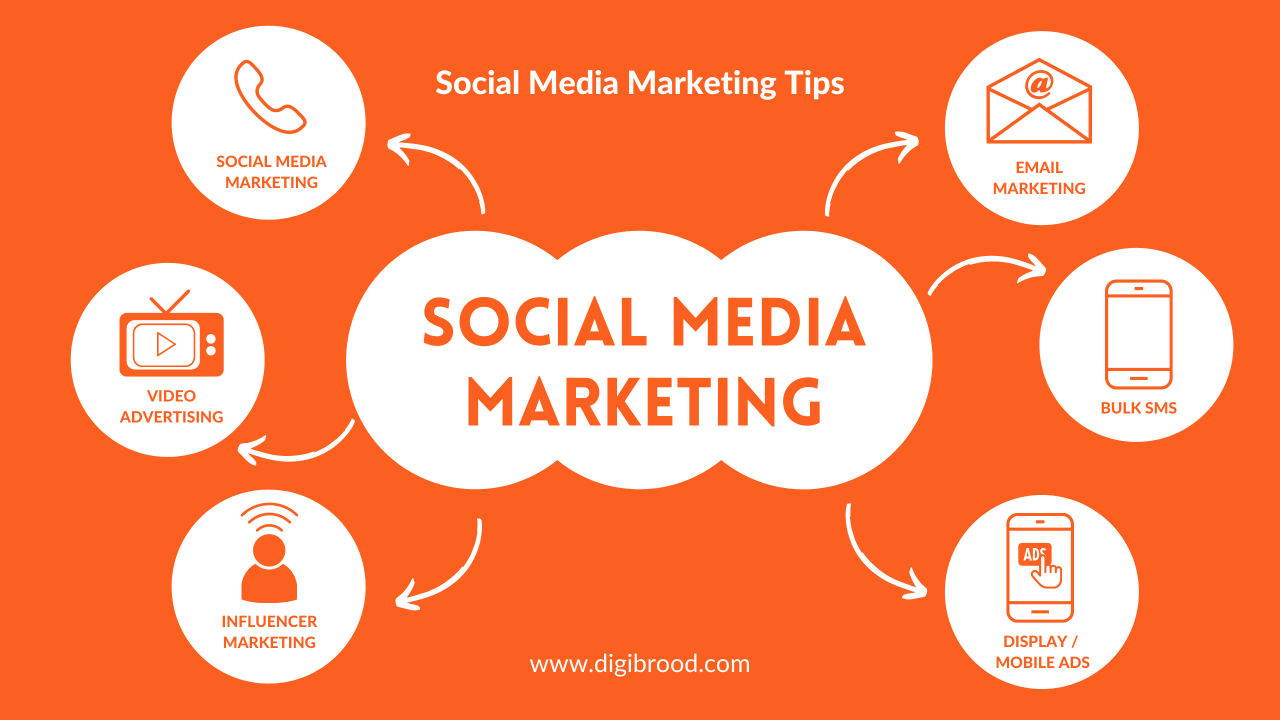 Social Media Marketing Tips
SOCIAL MEDIA
MARKETING
@
EMAIL
MARKETING
SOCIAL MEDIA
MARKETING
VIDEO
ADVERTISING
BULK SMS
INFLUENCER
MARKETING
ADS
DISPLAY /
MOBILE ADS
www.digibrood.com